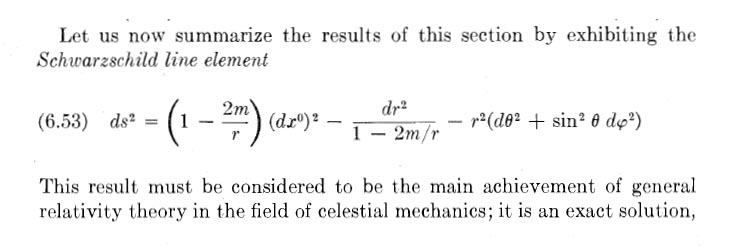 Let us now summarize the results of this section by exhibiting the
Schwarzschild line element
(6.53) ds² = (1 − 2m/r) (dx⁰)² − dr²/(1 − 2m/r) − r²(dθ² + sin² θ dφ²)
This result must be considered to be the main achievement of general
relativity theory in the field of celestial mechanics; it is an exact solution,